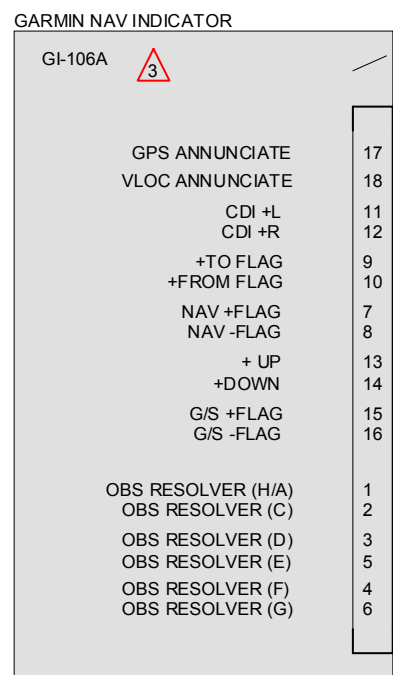 GARMIN NAV INDICATOR
GI-106A 3
GPS ANNUNCIATE 17
VLOC ANNUNCIATE 18
CDI +L 11
CDI +R 12
+TO FLAG 9
+FROM FLAG 10
NAV +FLAG 7
NAV -FLAG 8
+ UP 13
+DOWN 14
G/S +FLAG 15
G/S -FLAG 16
OBS RESOLVER (H/A) 1
OBS RESOLVER (C) 2
OBS RESOLVER (D) 3
OBS RESOLVER (E) 5
OBS RESOLVER (F) 4
OBS RESOLVER (G) 6